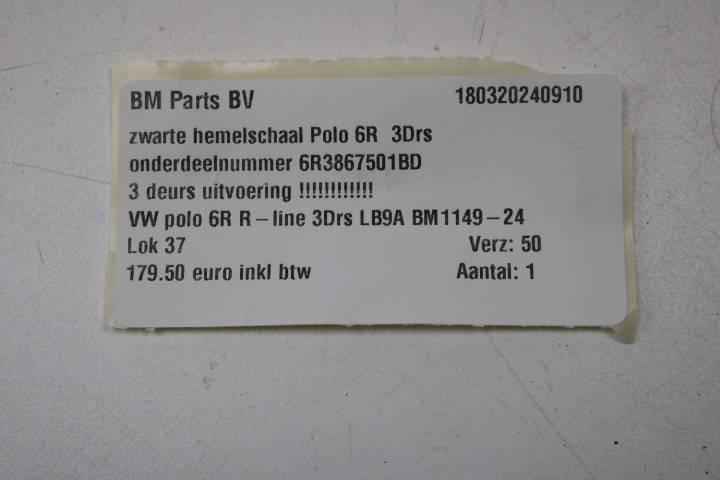 BM Parts BV 180320240910
zwarte hemelschaal Polo 6R 3Drs
onderdeelnummer 6R3867501BD
3 deurs uitvoering !!!!!!!!!!!!
VW polo 6R R-line 3Drs LB9A BM1149-24
Lok 37 Verz: 50
179.50 euro inkl btw Aantal: 1